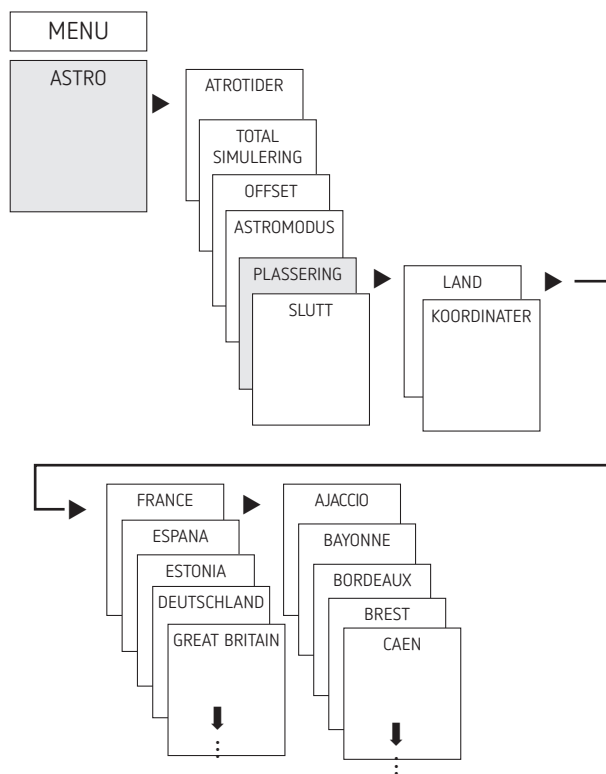 MENU
ASTRO
ATROTIDER
TOTAL
SIMULERING
OFFSET
ASTROMODUS
PLASSERING
SLUTT
LAND
KOORDINATER
FRANCE
ESPANA
ESTONIA
DEUTSCHLAND
GREAT BRITAIN
AJACCIO
BAYONNE
BORDEAUX
BREST
CAEN